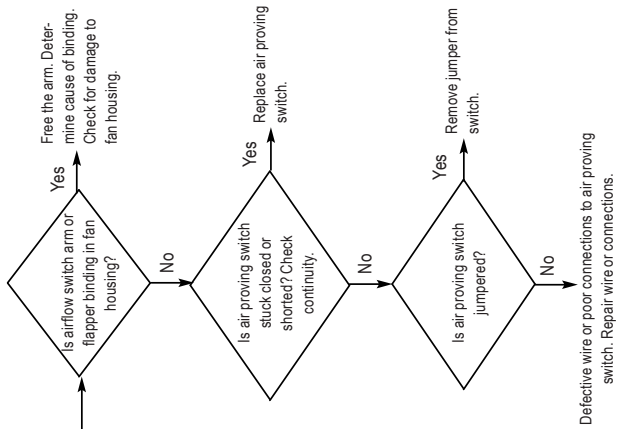 Is airflow switch arm or
flapper binding in fan
housing?
Yes
Free the arm. Deter-
mine cause of binding.
Check for damage to
fan housing.
No
Is air proving switch
stuck closed or
shorted? Check
continuity.
Yes
Replace air proving
switch.
No
Is air proving switch
jumpered?
Yes
Remove jumper from
switch.
No
Defective wire or poor connections to air proving
switch. Repair wire or connections.